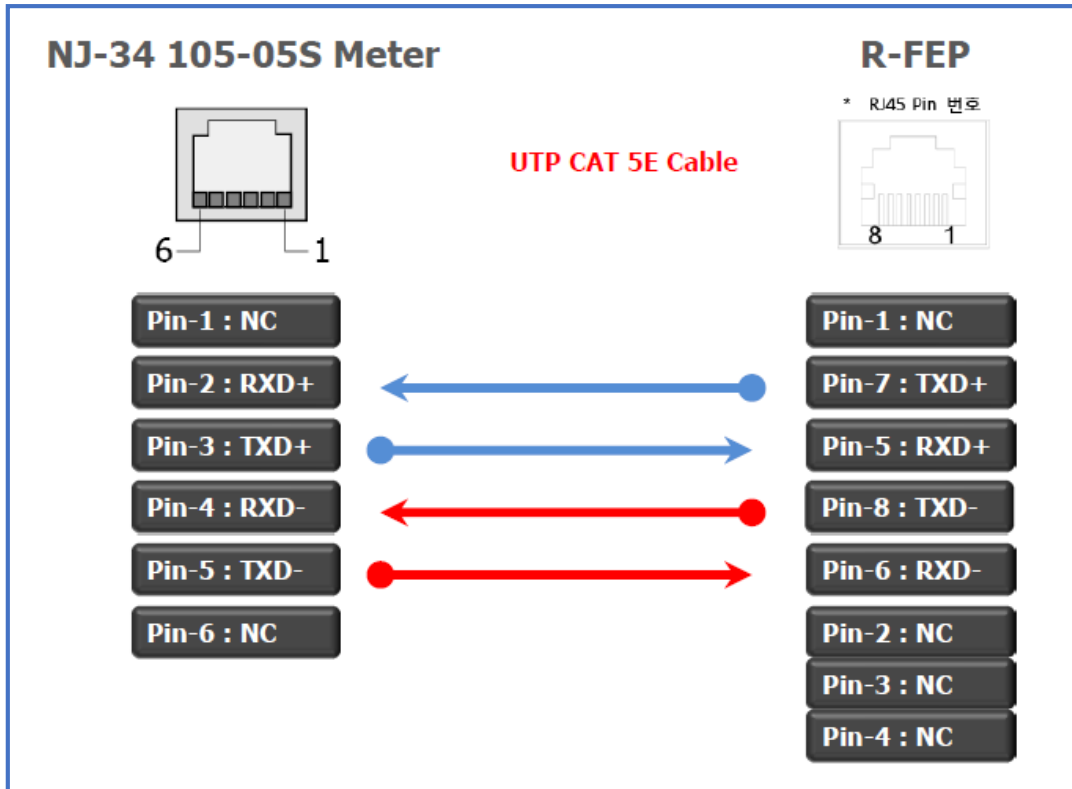 NJ-34 105-05S Meter
R-FEP
* RJ45 Pin 번호
UTP CAT 5E Cable
6
1
8
1
Pin-1 : NC
Pin-1 : NC
Pin-2 : RXD+
Pin-7 : TXD+
Pin-3 : TXD+
Pin-5 : RXD+
Pin-4 : RXD-
Pin-8 : TXD-
Pin-5 : TXD-
Pin-6 : RXD-
Pin-6 : NC
Pin-2 : NC
Pin-3 : NC
Pin-4 : NC